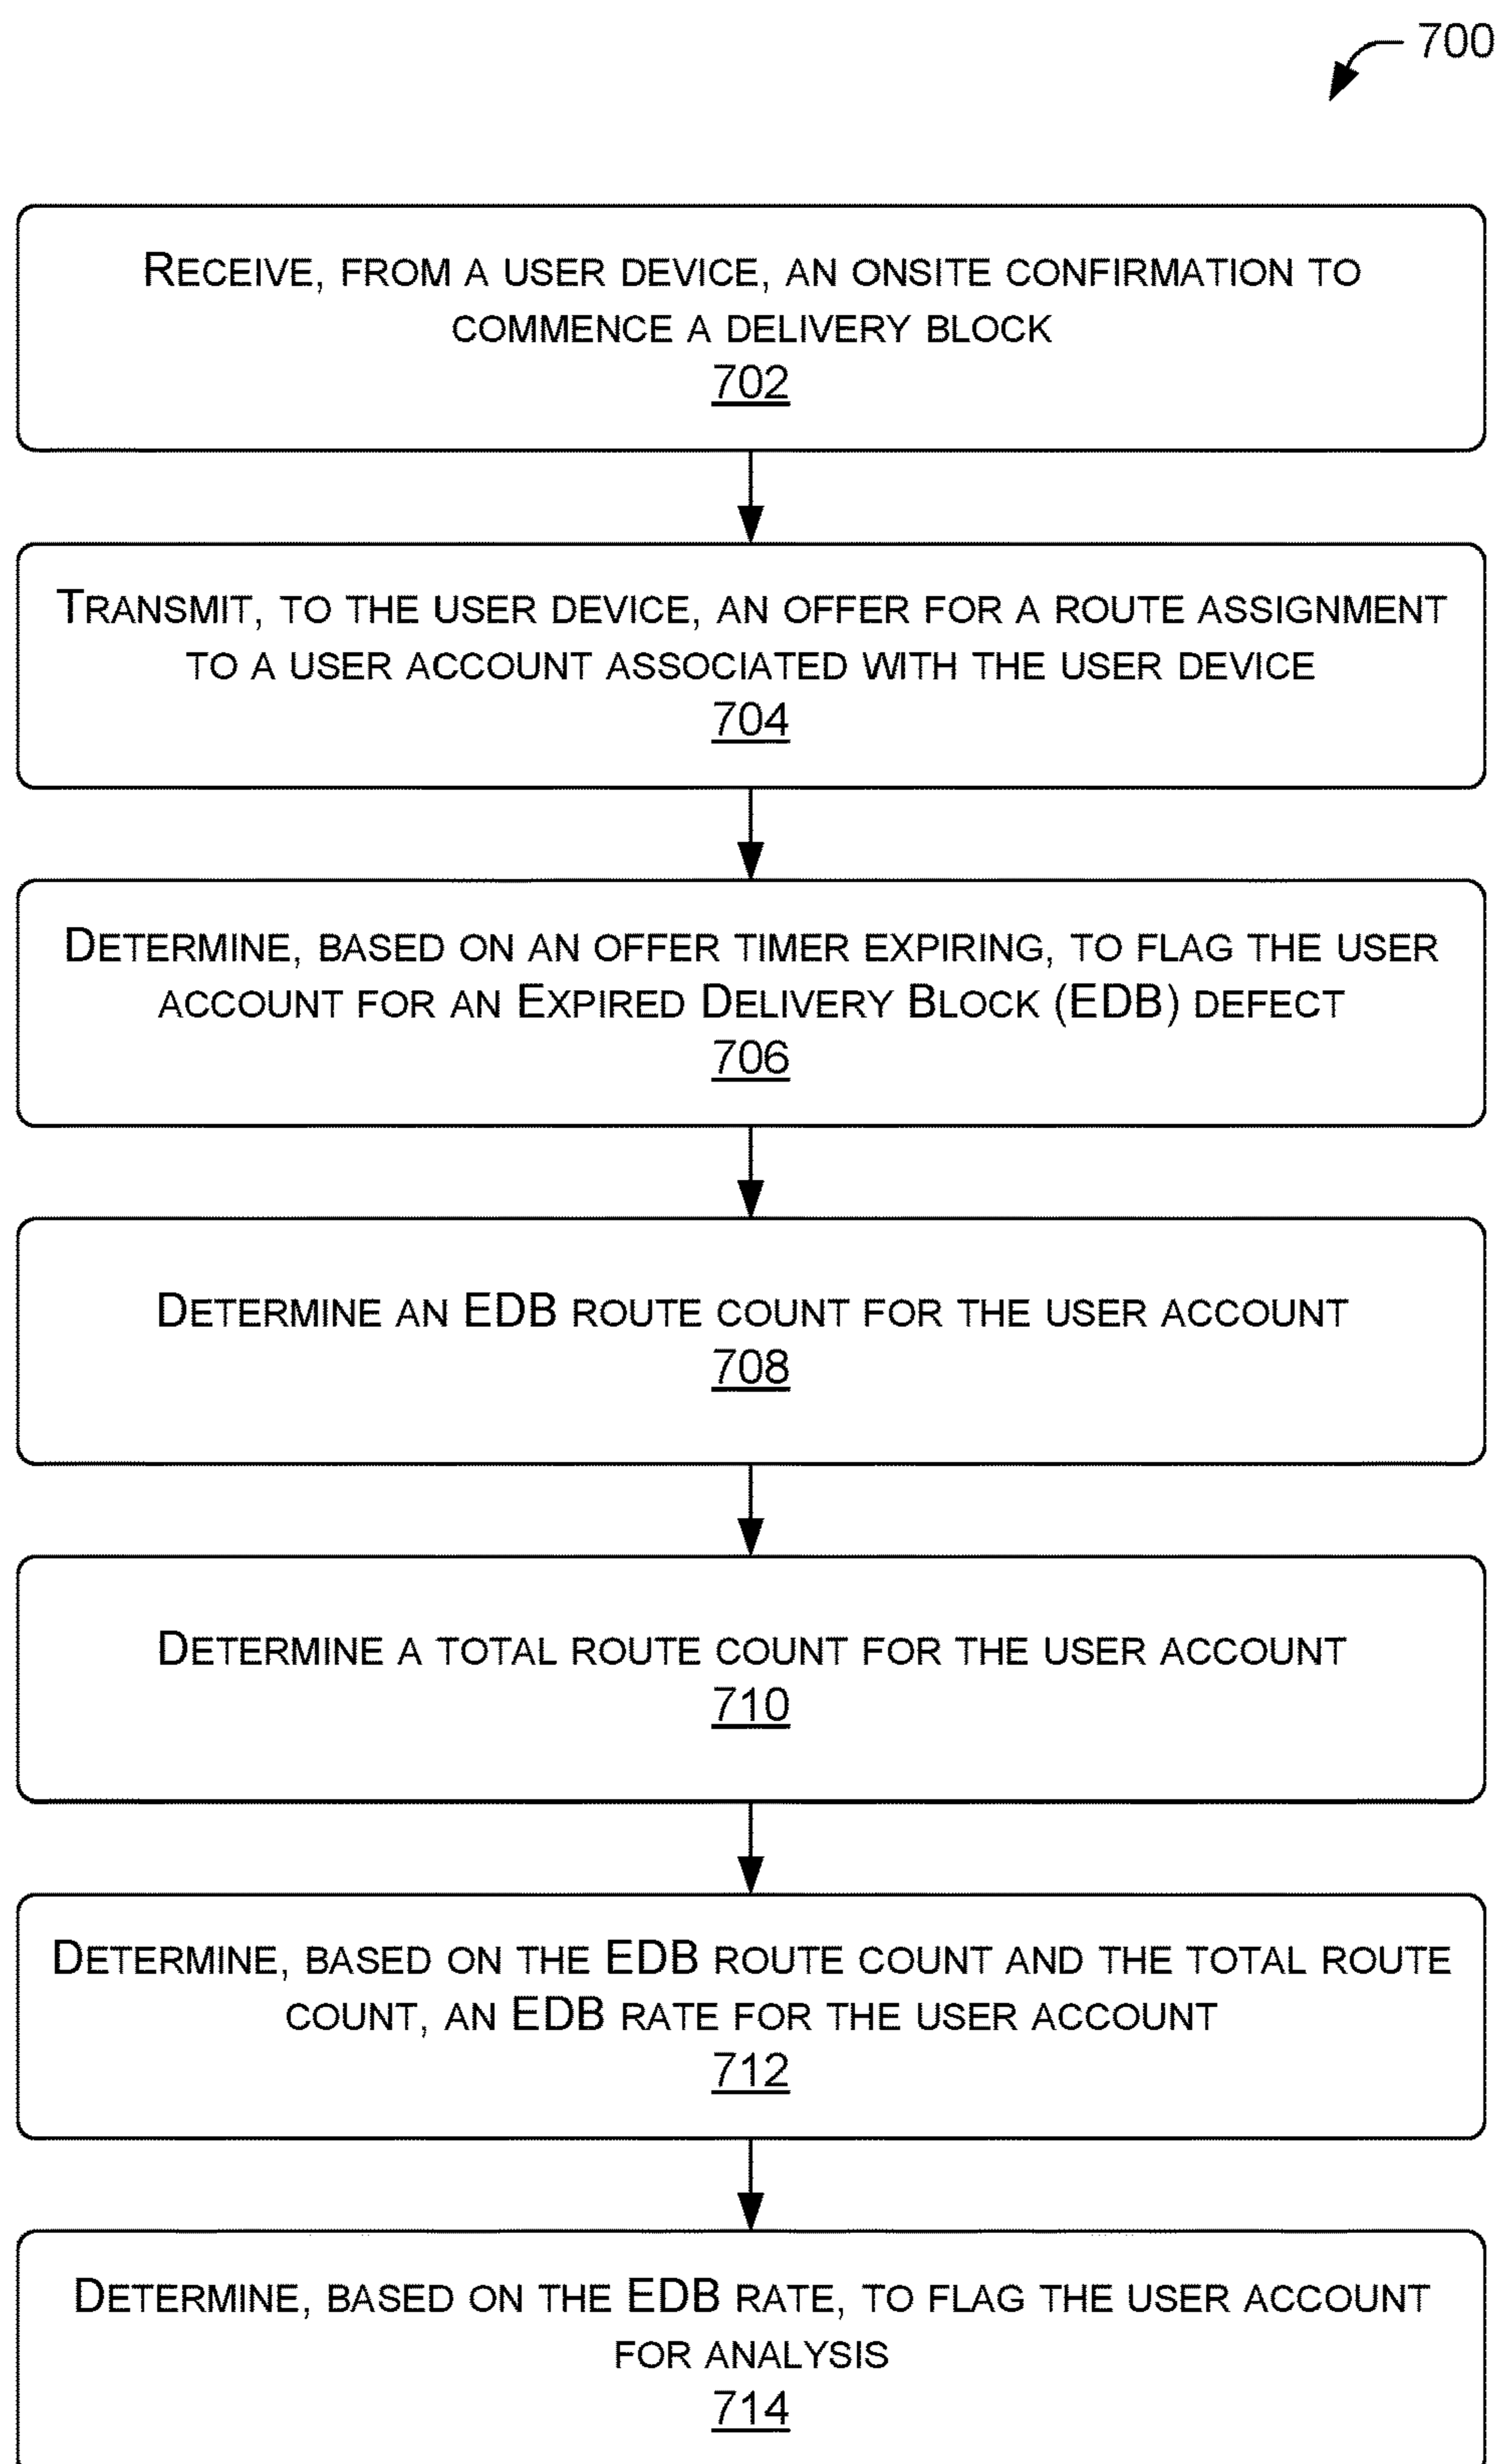 700
RECEIVE, FROM A USER DEVICE, AN ONSITE CONFIRMATION TO
COMMENCE A DELIVERY BLOCK
702
TRANSMIT, TO THE USER DEVICE, AN OFFER FOR A ROUTE ASSIGNMENT
TO A USER ACCOUNT ASSOCIATED WITH THE USER DEVICE
704
DETERMINE, BASED ON AN OFFER TIMER EXPIRING, TO FLAG THE USER
ACCOUNT FOR AN EXPIRED DELIVERY BLOCK (EDB) DEFECT
706
DETERMINE AN EDB ROUTE COUNT FOR THE USER ACCOUNT
708
DETERMINE A TOTAL ROUTE COUNT FOR THE USER ACCOUNT
710
DETERMINE, BASED ON THE EDB ROUTE COUNT AND THE TOTAL ROUTE
COUNT, AN EDB RATE FOR THE USER ACCOUNT
712
DETERMINE, BASED ON THE EDB RATE, TO FLAG THE USER ACCOUNT
FOR ANALYSIS
714